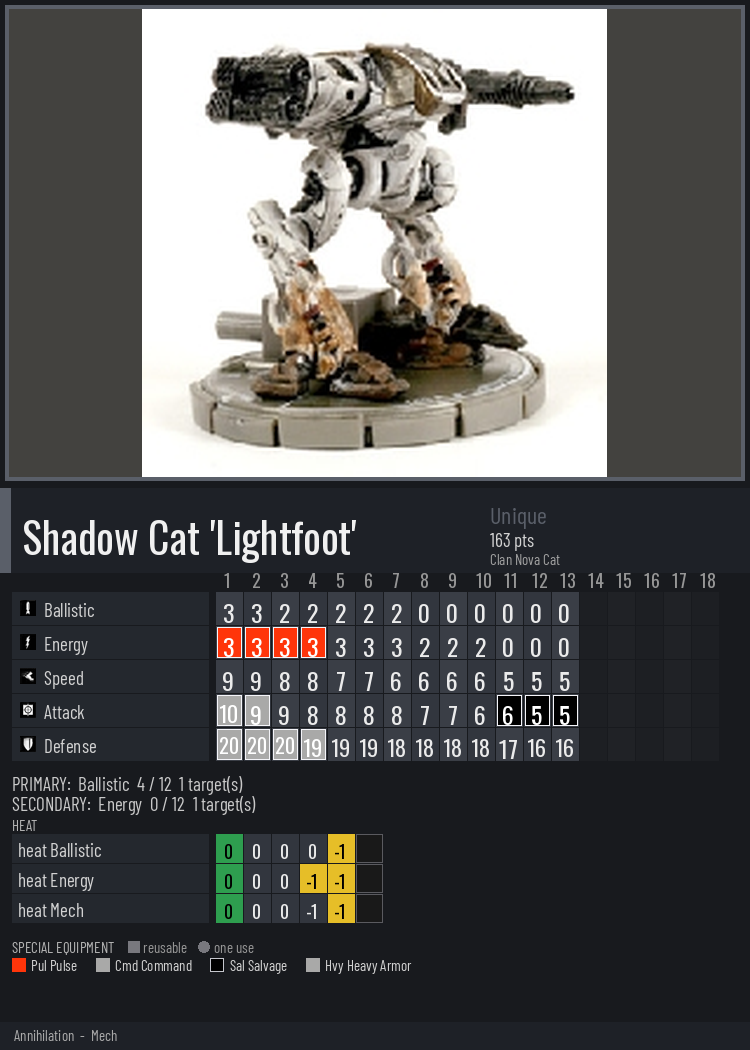 Shadow Cat 'Lightfoot'
Unique
163 pts
Clan Nova Cat
1 2 3 4 5 6 7 8 9 10 11 12 13 14 15 16 17 18
Ballistic 3 3 2 2 2 2 2 0 0 0 0 0 0
Energy 3 3 3 3 3 3 3 2 2 2 0 0 0
Speed 9 9 8 8 7 7 6 6 6 6 5 5 5
Attack 10 9 9 8 8 8 8 7 7 6 6 5 5
Defense 20 20 20 19 19 19 18 18 18 18 17 16 16
PRIMARY: Ballistic 4 / 12 1 target(s)
SECONDARY: Energy 0 / 12 1 target(s)
HEAT
heat Ballistic 0 0 0 0 -1
heat Energy 0 0 0 -1 -1
heat Mech 0 0 0 -1 -1
SPECIAL EQUIPMENT reusable one use
Pul Pulse Cmd Command Sal Salvage Hvy Heavy Armor
Annihilation - Mech